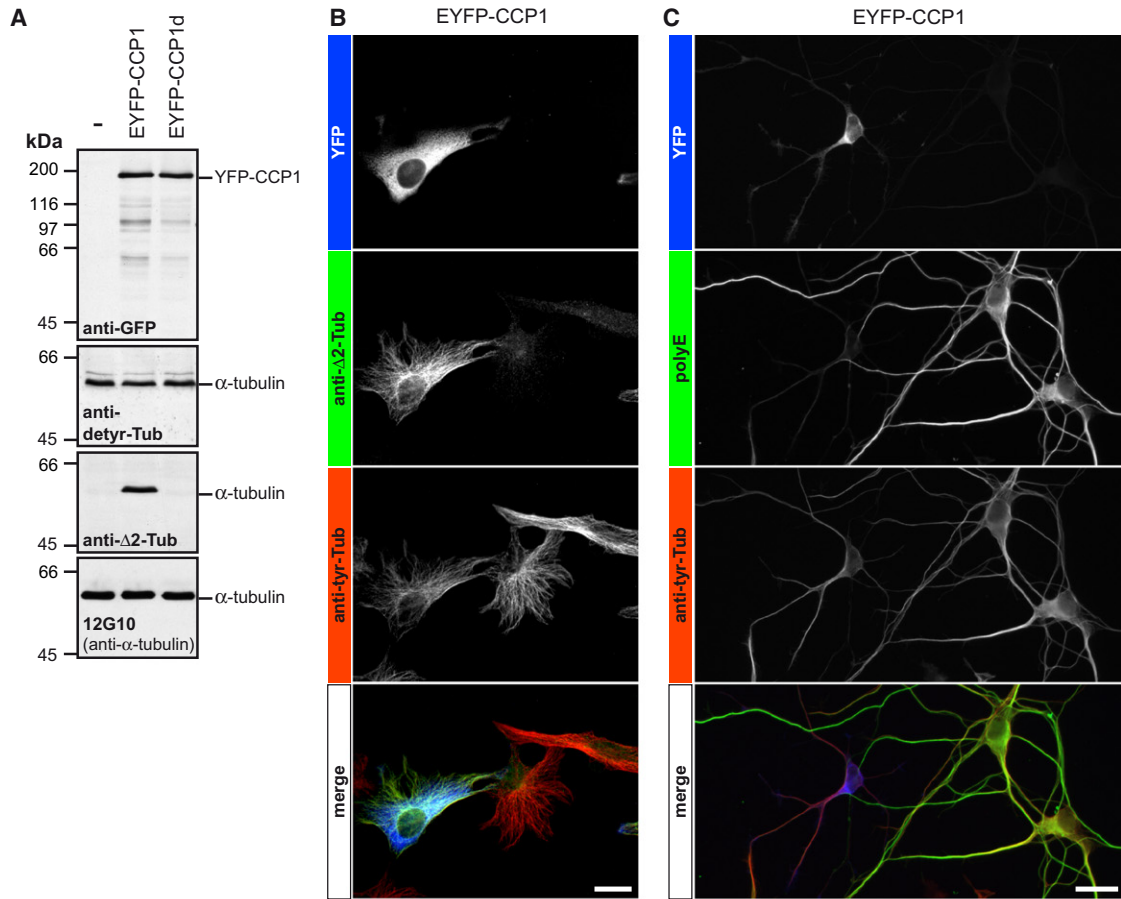 A
-
EYFP-CCP1
EYFP-CCP1d
kDa
200
116
97
66
45
YFP-CCP1
anti-GFP
66
45
α-tubulin
anti-
detyr-Tub
66
45
α-tubulin
anti-Δ2-Tub
66
45
α-tubulin
12G10
(anti-α-tubulin)
B
EYFP-CCP1
YFP
anti-Δ2-Tub
anti-tyr-Tub
merge
C
EYFP-CCP1
YFP
polyE
anti-tyr-Tub
merge